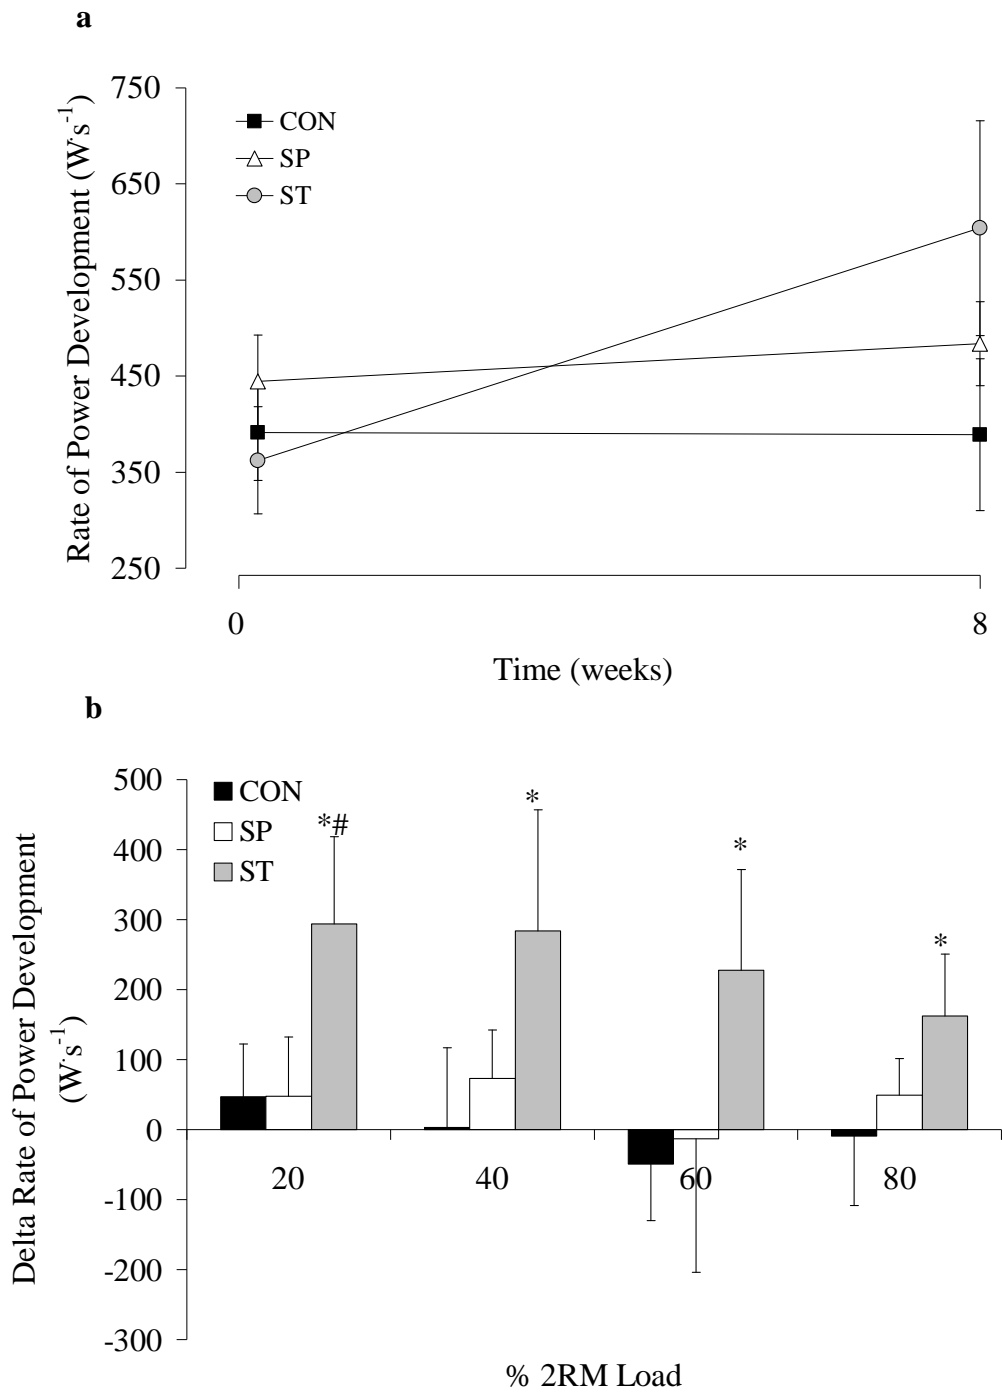 a
Rate of Power Development (W·s-1)
750
650
550
450
350
250
CON
SP
ST
0
8
Time (weeks)
b
Delta Rate of Power Development
(W·s-1)
500
400
300
200
100
0
-100
-200
-300
CON
SP
ST
*#
*
*
*
20
40
60
80
% 2RM Load